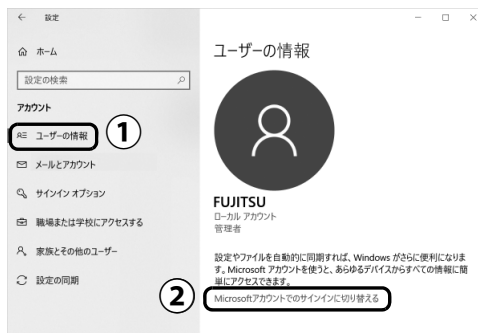 設定
ホーム
設定の検索
アカウント
ユーザーの情報
①
メールとアカウント
サインイン オプション
職場または学校にアクセスする
家族とその他のユーザー
設定の同期
ユーザーの情報
FUJITSU
ローカル アカウント
管理者
設定やファイルを自動的に同期すれば、Windows がさらに便利になりま
す。Microsoft アカウントを使うと、あらゆるデバイスからすべての情報に簡
単にアクセスできます。
②
Microsoftアカウントでのサインインに切り替える